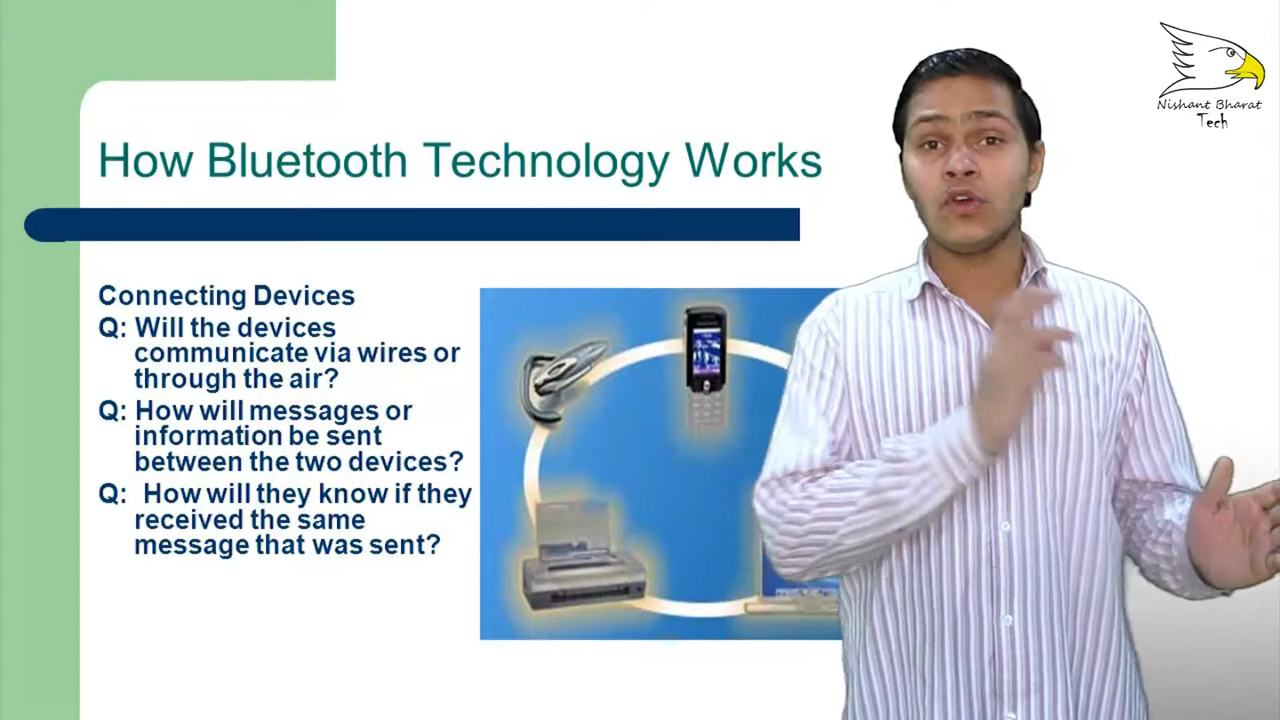 Nishant Bharat
Tech
How Bluetooth Technology Works
Connecting Devices
Q: Will the devices
communicate via wires or
through the air?
Q: How will messages or
information be sent
between the two devices?
Q: How will they know if they
received the same
message that was sent?